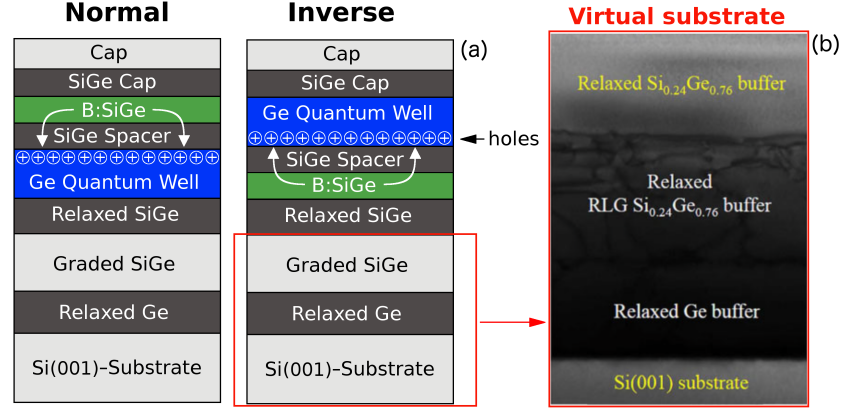 Normal
Cap
SiGe Cap
B:SiGe
SiGe Spacer
Ge Quantum Well
Relaxed SiGe
Graded SiGe
Relaxed Ge
Si(001)–Substrate
Inverse
(a)
Cap
SiGe Cap
Ge Quantum Well
holes
SiGe Spacer
B:SiGe
Relaxed SiGe
Graded SiGe
Relaxed Ge
Si(001)–Substrate
Virtual substrate
(b)
Relaxed Si0.24Ge0.76 buffer
Relaxed
RLG Si0.24Ge0.76 buffer
Relaxed Ge buffer
Si(001) substrate